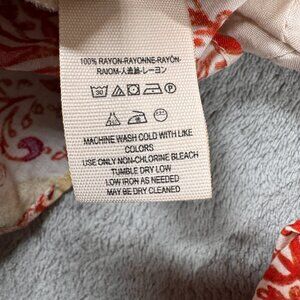 100% RAYON-RAYONNE-RAYÓN-
RAIOM-人造絲-レーヨン
30
P
MACHINE WASH COLD WITH LIKE
COLORS
USE ONLY NON-CHLORINE BLEACH
TUMBLE DRY LOW
LOW IRON AS NEEDED
MAY BE DRY CLEANED